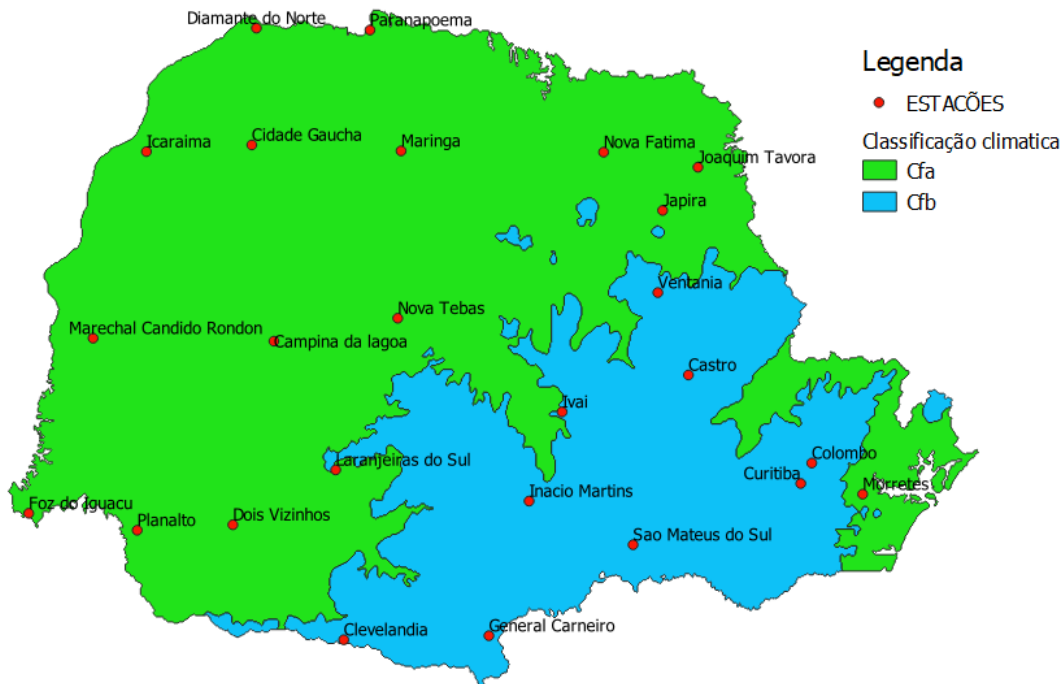 Diamante do Norte
Paranapoema
Legenda
ESTACÕES
Classificação climatica
Cfa
Cfb
Icaraima
Cidade Gaucha
Maringa
Nova Fatima
Joaquim Tavora
Japira
Ventania
Nova Tebas
Marechal Candido Rondon
Campina da lagoa
Castro
Ivai
Laranjeiras do Sul
Colombo
Curitiba
Morretes
Inacio Martins
Foz do Iguacu
Planalto
Dois Vizinhos
Sao Mateus do Sul
Clevelandia
General Carneiro